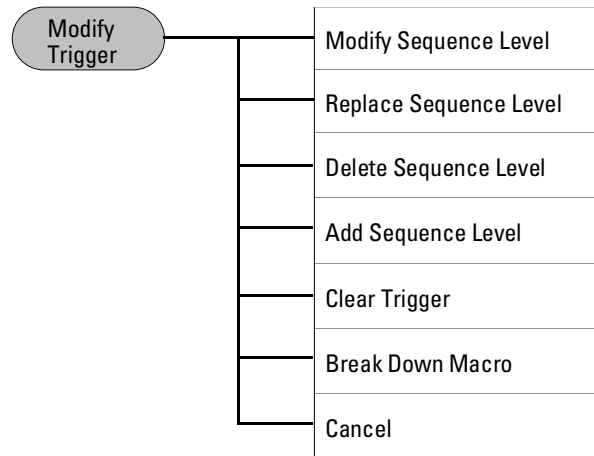 Modify
Trigger
Modify Sequence Level
Replace Sequence Level
Delete Sequence Level
Add Sequence Level
Clear Trigger
Break Down Macro
Cancel